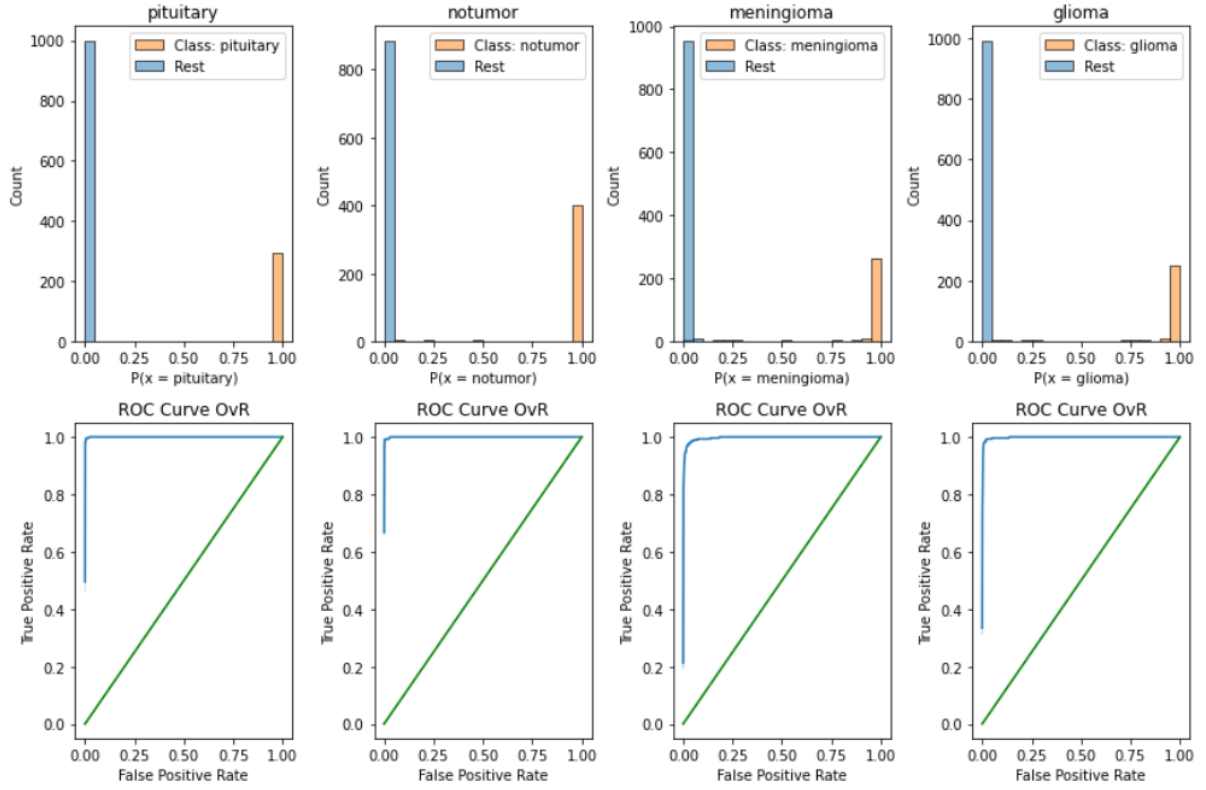 pituitary
Class: pituitary
Rest
Count
1000
800
600
400
200
0
0.00 0.25 0.50 0.75 1.00
P(x = pituitary)
notumor
Class: notumor
Rest
Count
800
600
400
200
0
0.00 0.25 0.50 0.75 1.00
P(x = notumor)
meningioma
Class: meningioma
Rest
Count
1000
800
600
400
200
0
0.00 0.25 0.50 0.75 1.00
P(x = meningioma)
glioma
Class: glioma
Rest
Count
1000
800
600
400
200
0
0.00 0.25 0.50 0.75 1.00
P(x = glioma)
ROC Curve OvR
True Positive Rate
1.0
0.8
0.6
0.4
0.2
0.0
0.00 0.25 0.50 0.75 1.00
False Positive Rate
ROC Curve OvR
True Positive Rate
1.0
0.8
0.6
0.4
0.2
0.0
0.00 0.25 0.50 0.75 1.00
False Positive Rate
ROC Curve OvR
True Positive Rate
1.0
0.8
0.6
0.4
0.2
0.0
0.00 0.25 0.50 0.75 1.00
False Positive Rate
ROC Curve OvR
True Positive Rate
1.0
0.8
0.6
0.4
0.2
0.0
0.00 0.25 0.50 0.75 1.00
False Positive Rate